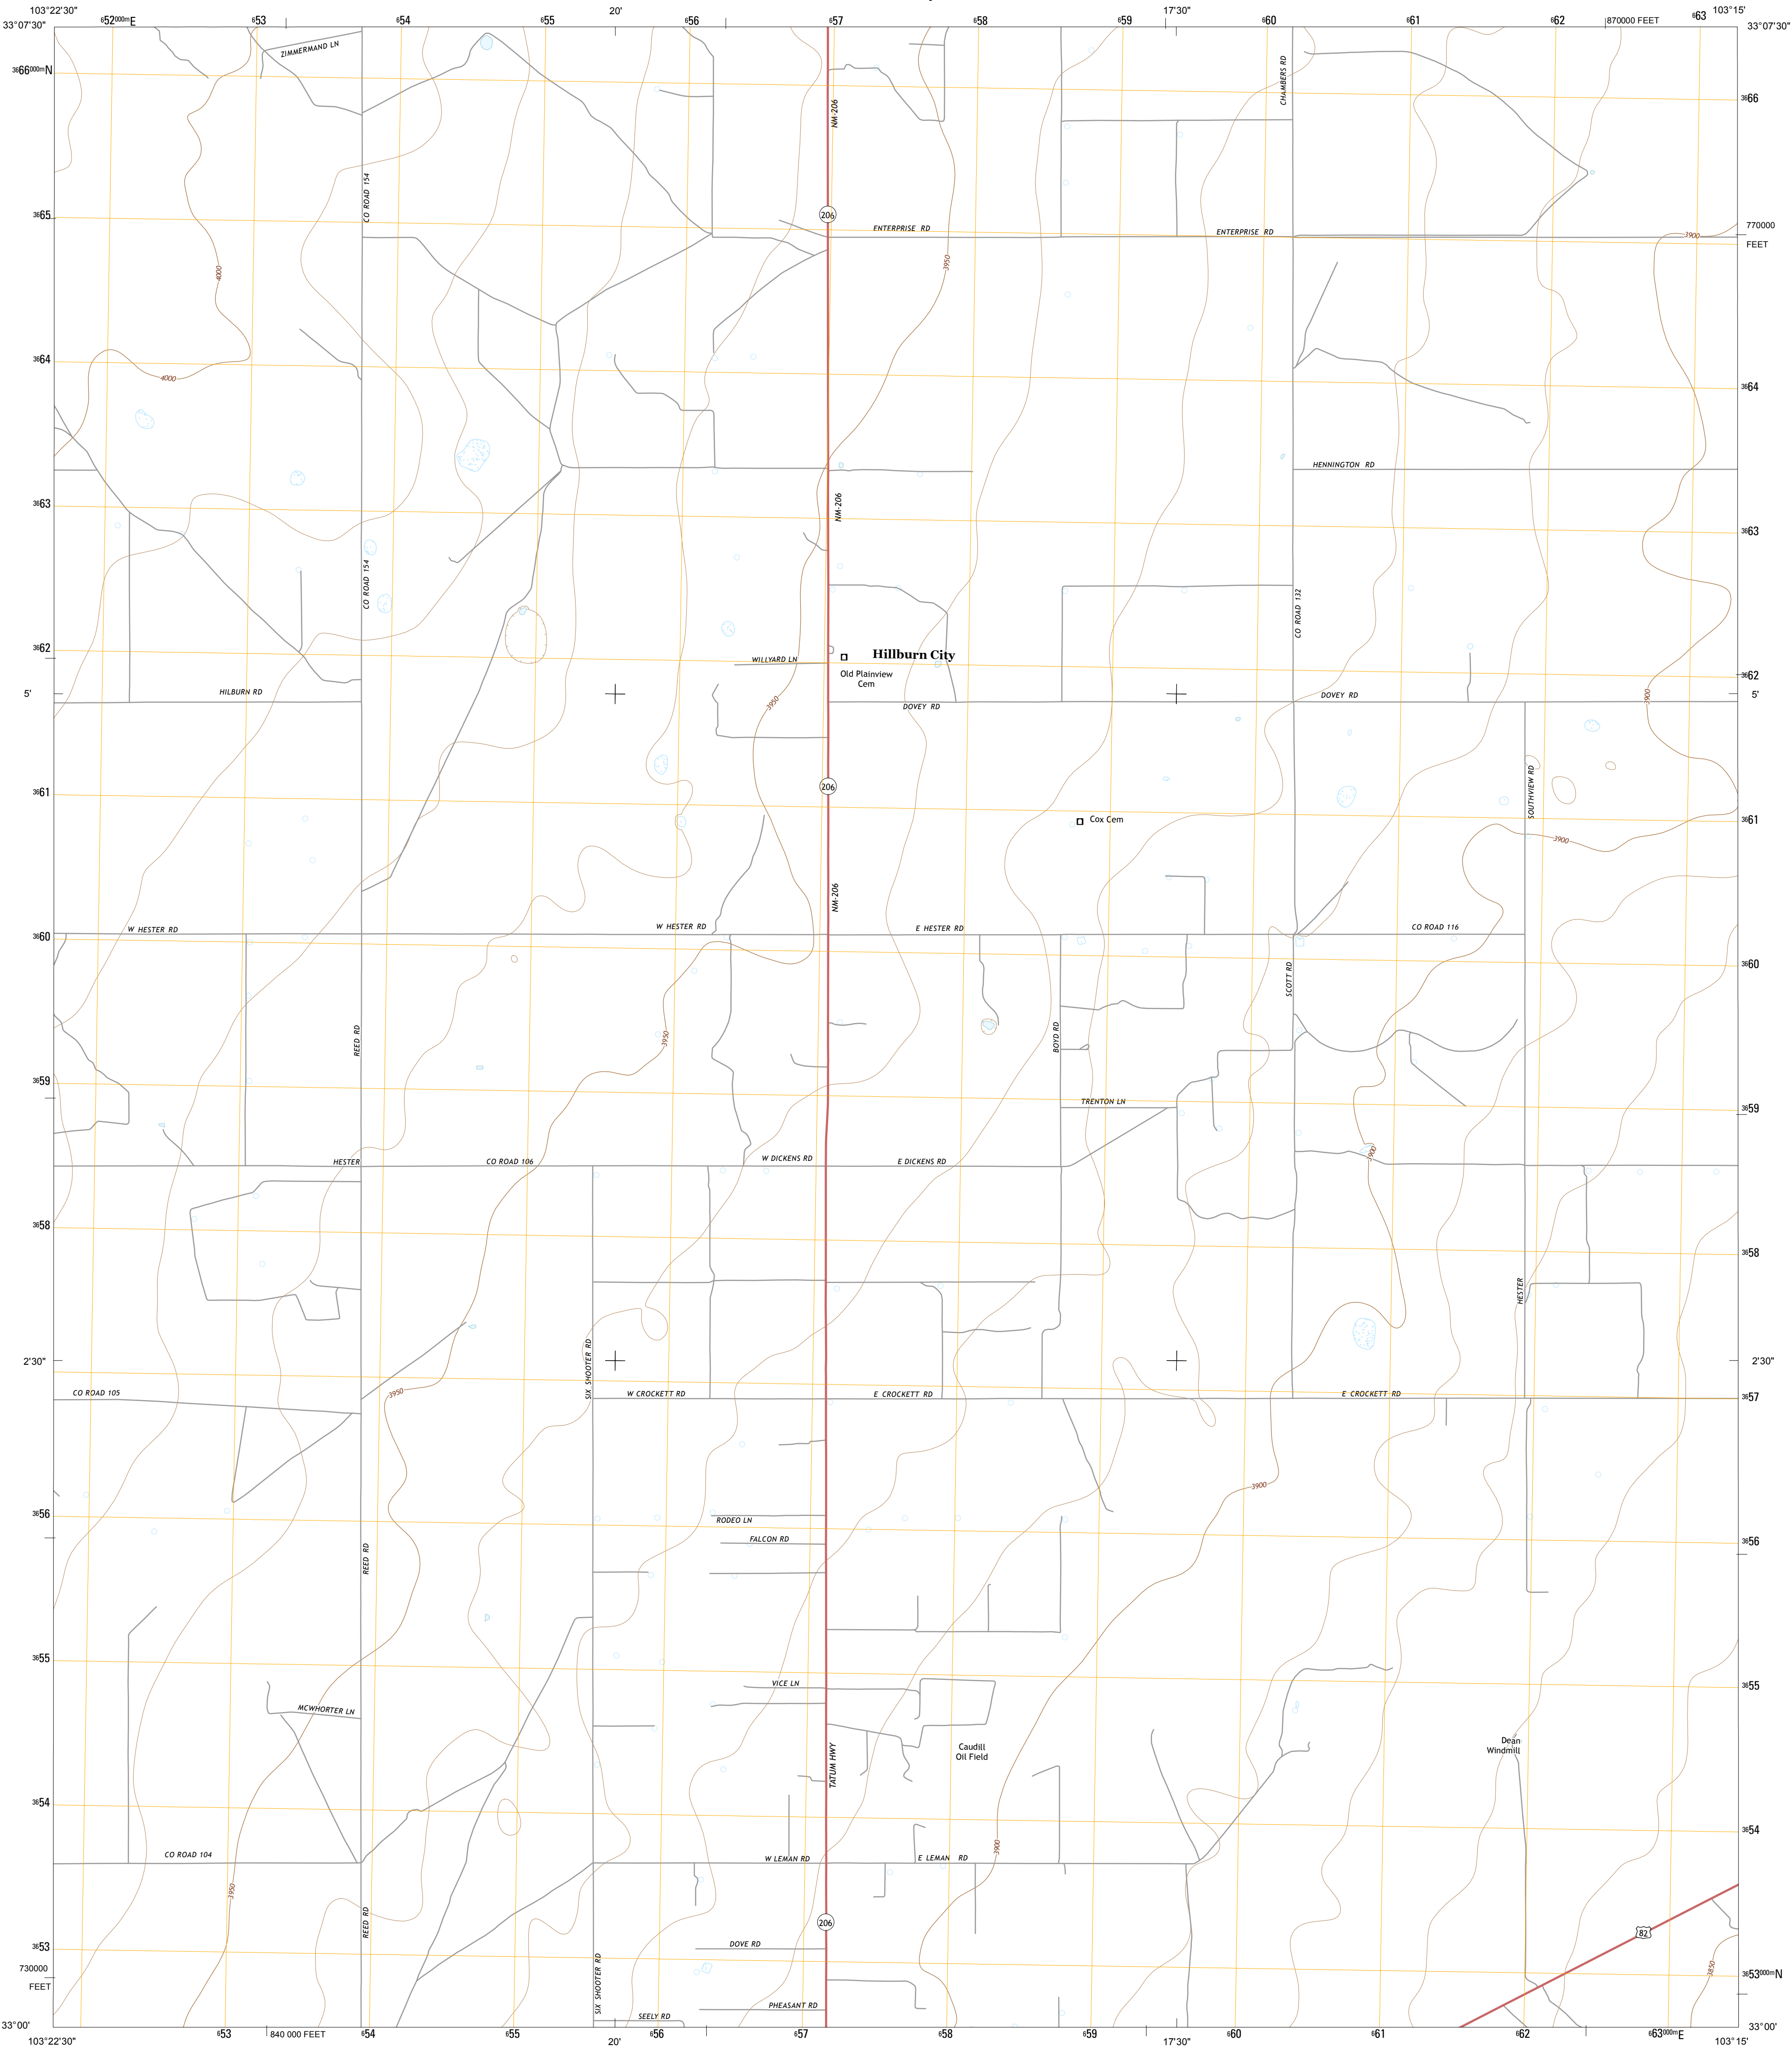 103°22'30"
652000mE
653
654
655
20'
656
657
658
659
17'30"
660
661
662
870000 FEET
663
103°15'
33°07'30"
33°07'30"
3666000mN
ZIMMERMAND LN
CHAMBERS RD
NM-206
3666
CO ROAD 154
3665
206
ENTERPRISE RD
ENTERPRISE RD
3900
770000
FEET
4000
3950
3664
4000
3664
HENNINGTON RD
3663
NM-206
3663
CO ROAD 154
CO ROAD 132
3662
WILLYARD LN
Hillburn City
Old Plainview
Cem
3662
5'
HILBURN RD
3950
DOVEY RD
DOVEY RD
3900
5'
3661
206
SOUTHVIEW RD
Cox Cem
3661
3900
NM-206
3660
W HESTER RD
W HESTER RD
E HESTER RD
CO ROAD 116
3660
SCOTT RD
REED RD
3950
BOYD RD
3659
TRENTON LN
3659
HESTER
CO ROAD 106
W DICKENS RD
E DICKENS RD
3900
3658
3658
HESTER
2'30"
SIX SHOOTER RD
2'30"
CO ROAD 105
3950
W CROCKETT RD
E CROCKETT RD
E CROCKETT RD
3657
3900
3656
RODEO LN
FALCON RD
REED RD
3656
3655
VICE LN
3655
MCWHORTER LN
TATUM HWY
Caudill
Oil Field
Dean
Windmill
3654
3900
3654
CO ROAD 104
W LEMAN RD
E LEMAN RD
3950
REED RD
206
82
3653
DOVE RD
730000
FEET
SIX SHOOTER RD
3850
3653000mN
PHEASANT RD
SEELY RD
33°00'
33°00'
103°22'30"
653
840 000 FEET
654
655
20'
656
657
658
659
17'30"
660
661
662
663000mE
103°15'